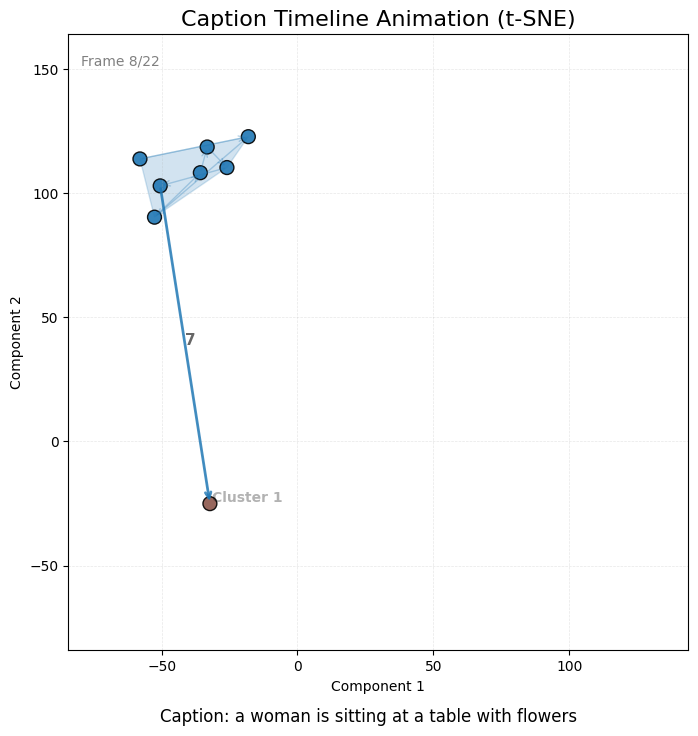 Caption Timeline Animation (t-SNE)
Frame 8/22
150
100
50
0
−50
Component 2
7
Cluster 1
−50
0
50
100
Component 1
Caption: a woman is sitting at a table with flowers